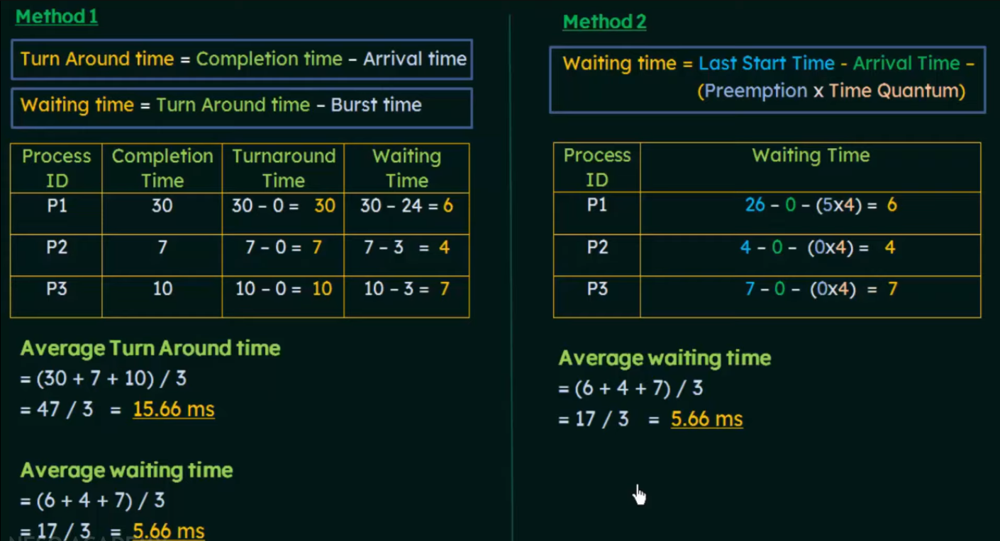 Method 1
Turn Around time = Completion time – Arrival time
Waiting time = Turn Around time – Burst time
Process ID Completion Time Turnaround Time Waiting Time
P1 30 30 – 0 = 30 30 – 24 = 6
P2 7 7 – 0 = 7 7 – 3 = 4
P3 10 10 – 0 = 10 10 – 3 = 7
Average Turn Around time
= (30 + 7 + 10) / 3
= 47 / 3 = 15.66 ms
Average waiting time
= (6 + 4 + 7) / 3
= 17 / 3 = 5.66 ms
Method 2
Waiting time = Last Start Time - Arrival Time –
(Preemption x Time Quantum)
Process ID Waiting Time
P1 26 – 0 – (5x4) = 6
P2 4 – 0 – (0x4) = 4
P3 7 – 0 – (0x4) = 7
Average waiting time
= (6 + 4 + 7) / 3
= 17 / 3 = 5.66 ms